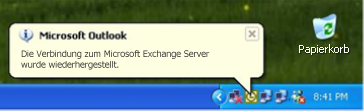 Microsoft Outlook
Die Verbindung zum Microsoft Exchange Server
wurde wiederhergestellt.
Papierkorb
8:41 PM